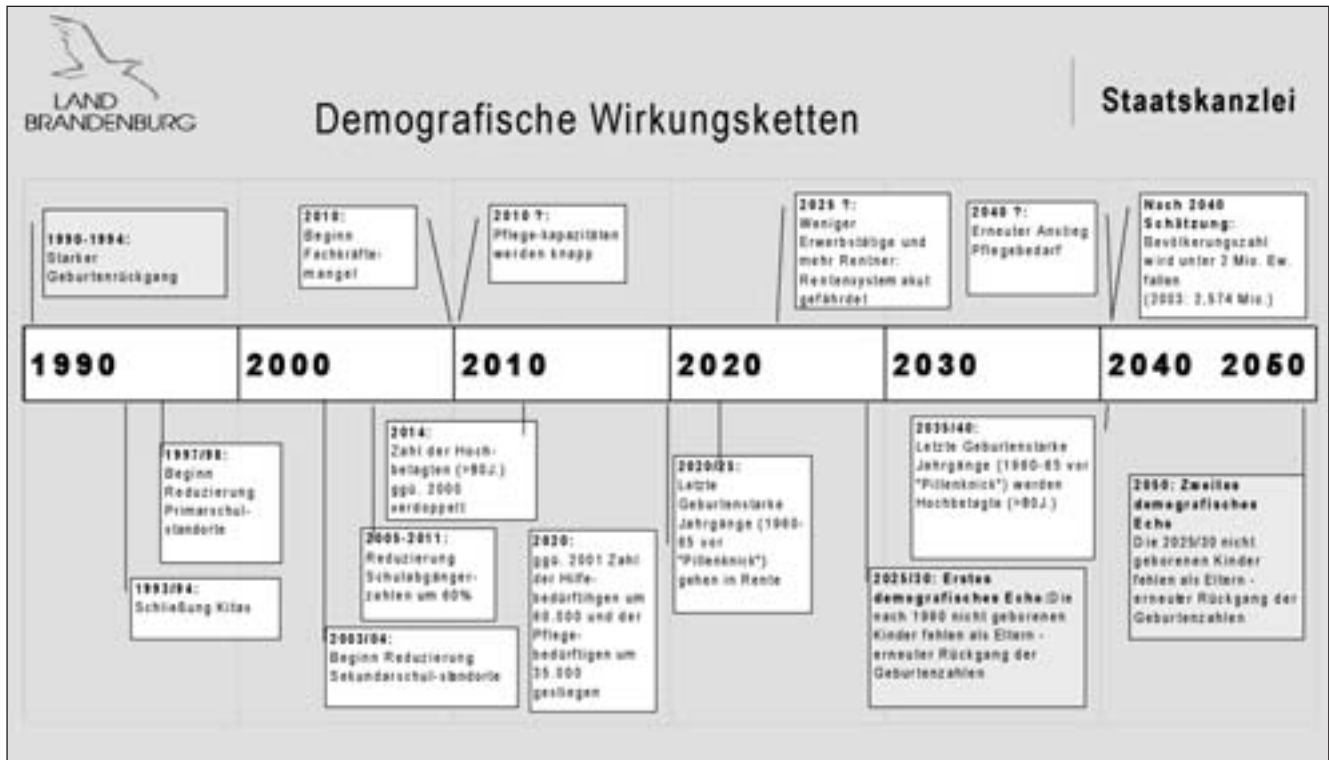 LAND
BRANDENBURG
Demografische Wirkungsketten
Staatskanzlei
1990-1994:
Starker
Geburtenrückgang
2010:
Beginn
Fachkräfte-
mangel
2010 ?:
Pflege-kapazitäten
werden knapp
2025 ?:
Weniger
Erwerbstätige und
mehr Rentner:
Rentensystem akut
gefährdet
2040 ?:
Erneuter Anstieg
Pflegebedarf
Nach 2040
Schätzung:
Bevölkerungszahl
wird unter 2 Mio. Ew.
fallen
(2003: 2,574 Mio.)
1990
2000
2010
2020
2030
2040 2050
1997/98:
Beginn
Reduzierung
Primarschul-
standorte
1993/94:
Schließung Kitas
2014:
Zahl der Hoch-
betagten (>80J.)
ggü. 2000
verdoppelt
2005-2011:
Reduzierung
Schulabgänger-
zahlen um 60%
2003/04:
Beginn Reduzierung
Sekundarschul-standorte
2020:
ggü. 2001 Zahl
der Hilfe-
bedürftigen um
60.000 und der
Pflege-
bedürftigen um
35.000
gestiegen
2020/25:
Letzte
Geburtenstarke
Jahrgänge (1960-
65 vor
"Pillenknick")
gehen in Rente
2035/40:
Letzte Geburtenstarke
Jahrgänge (1960-65 vor
"Pillenknick") werden
Hochbetagte (>80J.)
2025/30: Erstes
demografisches Echo:Die
nach 1990 nicht geborenen
Kinder fehlen als Eltern -
erneuter Rückgang der
Geburtenzahlen
2050: Zweites
demografisches
Echo
Die 2025/30 nicht
geborenen Kinder
fehlen als Eltern -
erneuter Rückgang der
Geburtenzahlen